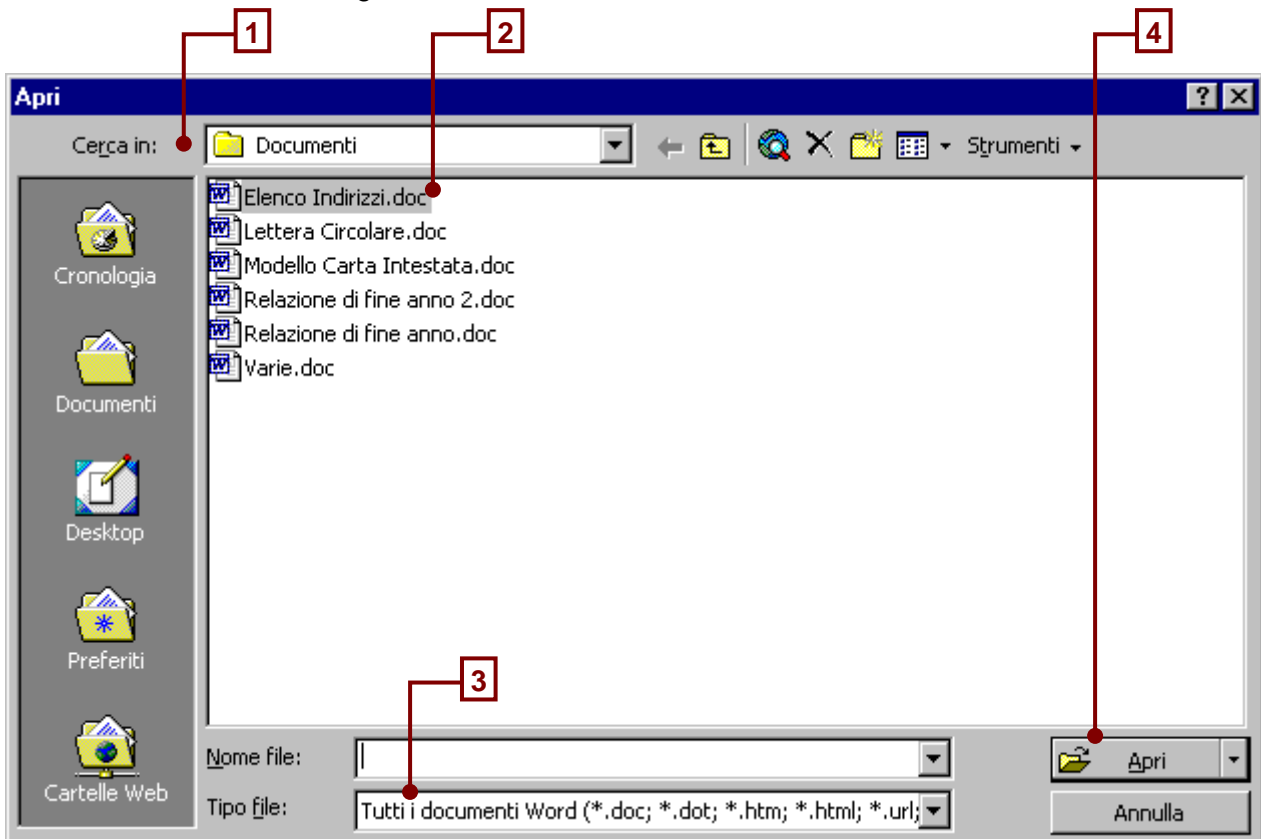 1
2
4
Apri
Cerca in:
Documenti
Strumenti
Elenco Indirizzi.doc
Lettera Circolare.doc
Modello Carta Intestata.doc
Relazione di fine anno 2.doc
Relazione di fine anno.doc
Varie.doc
Cronologia
Documenti
Desktop
Preferiti
Cartelle Web
3
Nome file:
Apri
Tipo file:
Tutti i documenti Word (*.doc; *.dot; *.htm; *.html; *.url;
Annulla